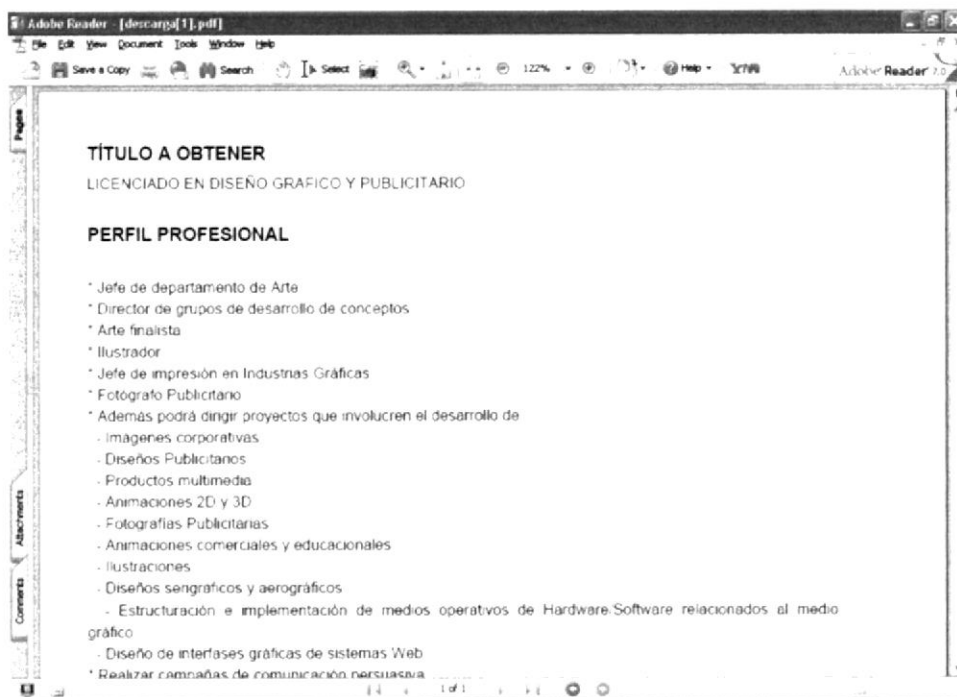 Adobe Reader - [descarga[1].pdf]
File Edit View Document Tools Window Help
Save a Copy Search Select 122% Help Adobe Reader 7.0
Pages
TÍTULO A OBTENER
LICENCIADO EN DISEÑO GRAFICO Y PUBLICITARIO
PERFIL PROFESIONAL
* Jefe de departamento de Arte
* Director de grupos de desarrollo de conceptos
* Arte finalista
* Ilustrador
* Jefe de impresión en Industrias Gráficas
* Fotógrafo Publicitario
* Además podrá dirigir proyectos que involucren el desarrollo de
- Imágenes corporativas
- Diseños Publicitarios
- Productos multimedia
- Animaciones 2D y 3D
- Fotografías Publicitarias
- Animaciones comerciales y educacionales
- Ilustraciones
- Diseños serigráficos y aerográficos
- Estructuración e implementación de medios operativos de Hardware-Software relacionados al medio
gráfico
- Diseño de interfases gráficas de sistemas Web
* Realizar campañas de comunicación persuasiva
Attachments
Comments
1 of 1